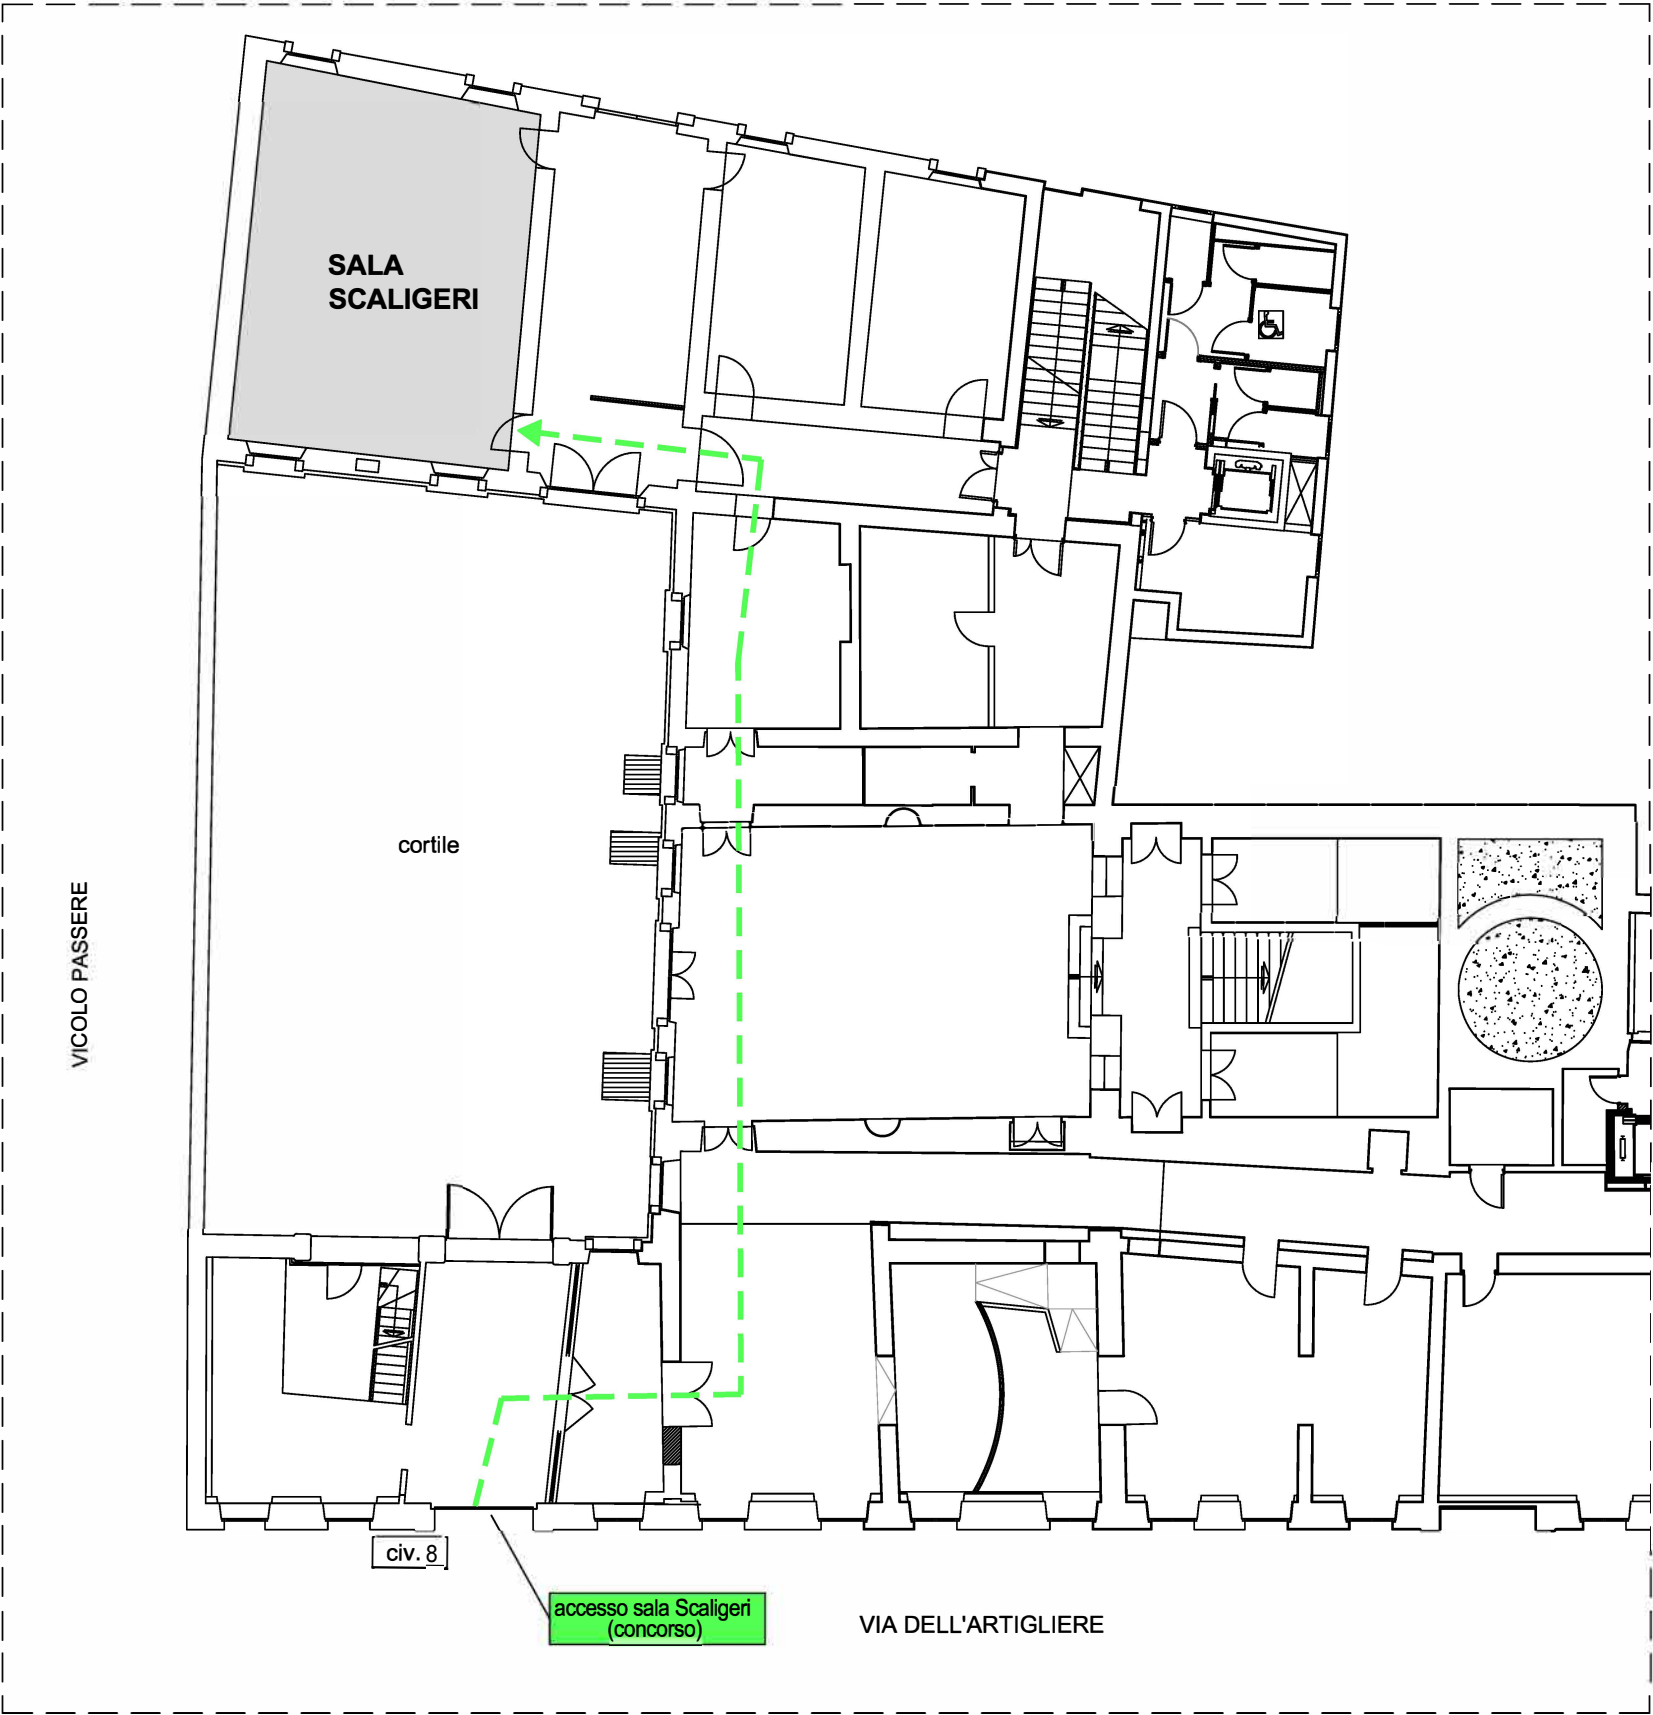 SALA
SCALIGERI
cortile
VICOLO PASSERE
civ. 8
accesso sala Scaligeri
(concorso)
VIA DELL'ARTIGLIERE